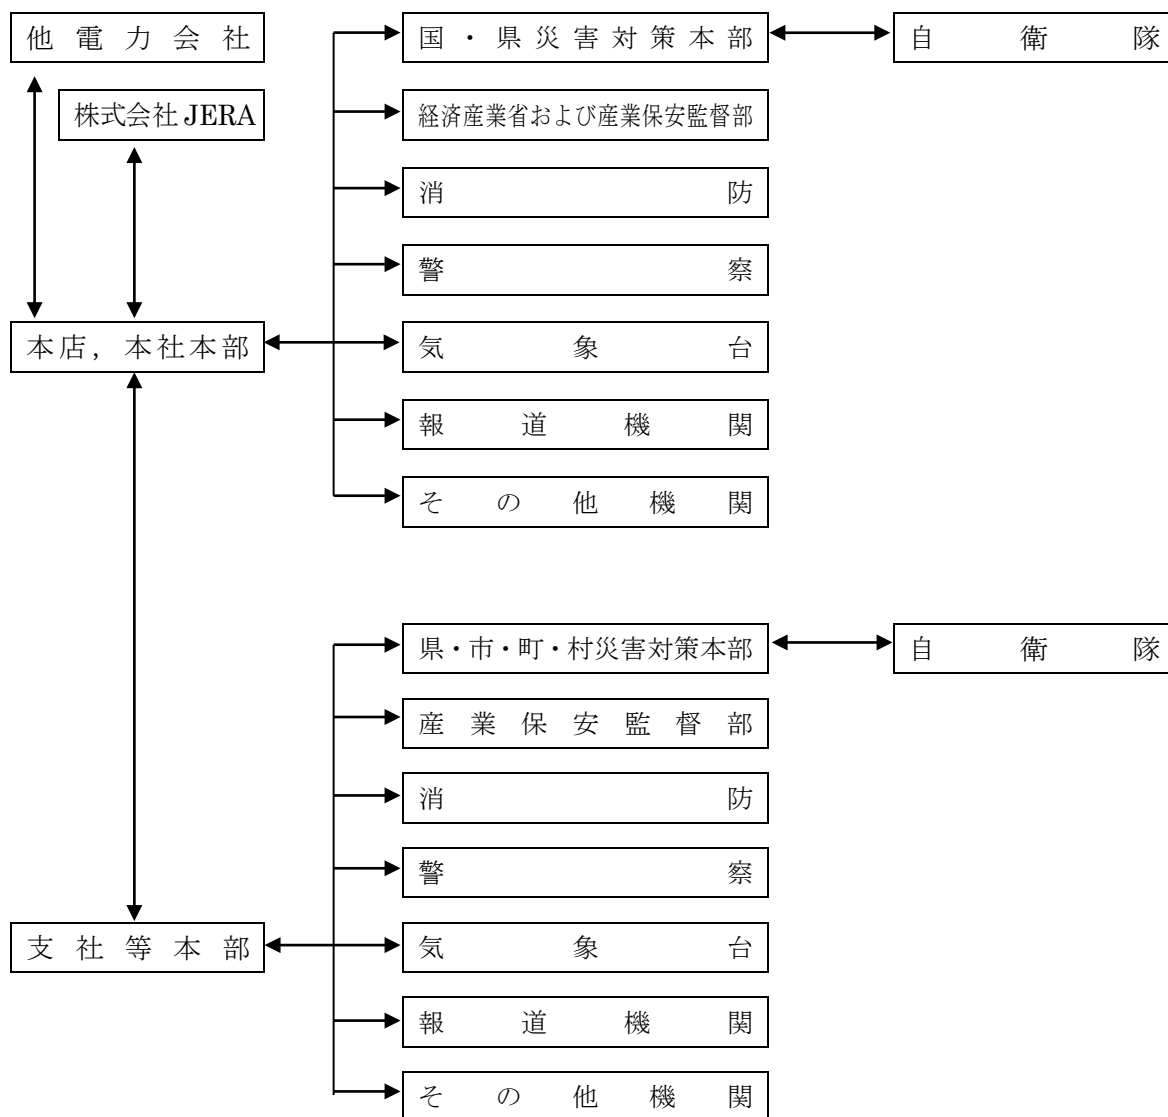 他電力会社
国・県災害対策本部
自衛隊
株式会社JERA
経済産業省および産業保安監督部
消防
警察
本店，本社本部
気象台
報道機関
その他機関
県・市・町・村災害対策本部
自衛隊
産業保安監督部
消防
警察
支社等本部
気象台
報道機関
その他機関